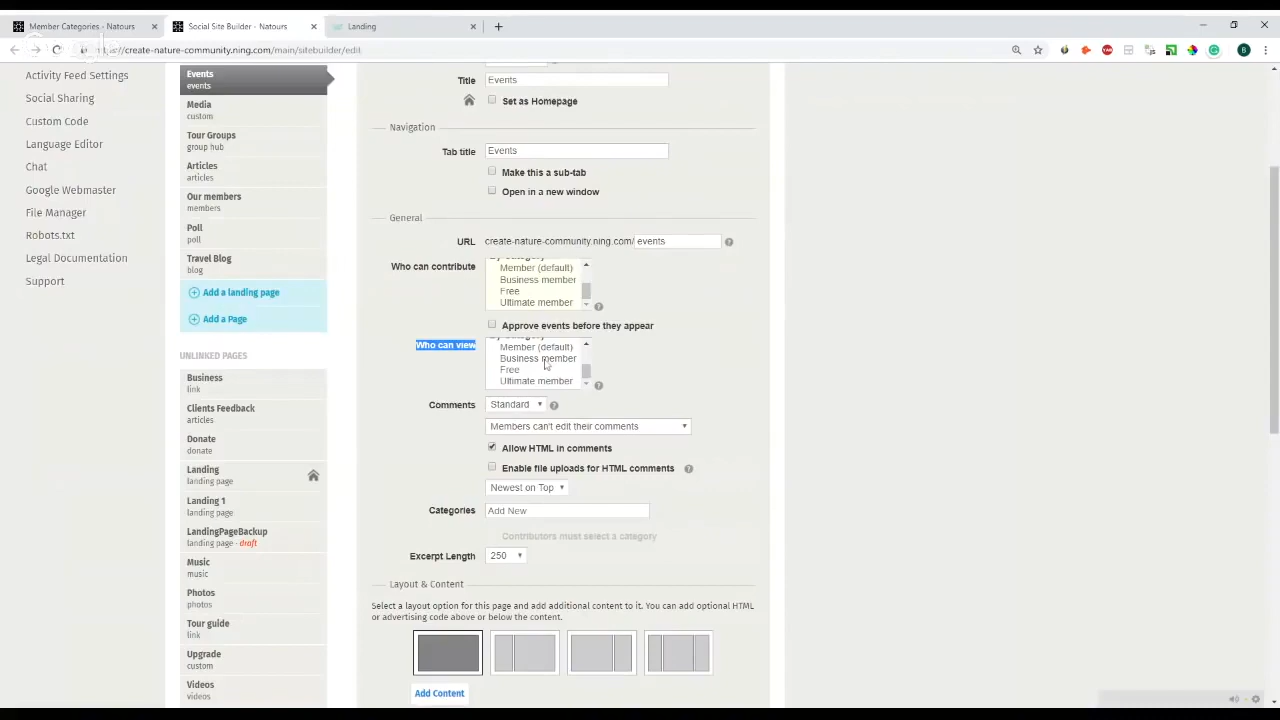 Member Categories - Natours
Social Site Builder - Natours
Landing
https://create-nature-community.ning.com/main/sitebuilder/edit
B
Activity Feed Settings
Social Sharing
Custom Code
Language Editor
Chat
Google Webmaster
File Manager
Robots.txt
Legal Documentation
Support
Events
events
Media
custom
Tour Groups
group hub
Articles
articles
Our members
members
Poll
poll
Travel Blog
blog
Add a landing page
Add a Page
UNLINKED PAGES
Business
link
Clients Feedback
articles
Donate
donate
Landing
landing page
Landing 1
landing page
LandingPageBackup
landing page - draft
Music
music
Photos
photos
Tour guide
link
Upgrade
custom
Videos
videos
Title Events
Set as Homepage
Navigation
Tab title Events
Make this a sub-tab
Open in a new window
General
URL create-nature-community.ning.com/ events ?
Who can contribute
By Category
Member (default)
Business member
Free
Ultimate member
?
Approve events before they appear
Who can view
By Category
Member (default)
Business member
Free
Ultimate member
?
Comments Standard ?
Members can't edit their comments
Allow HTML in comments
Enable file uploads for HTML comments ?
Newest on Top
Categories Add New
Contributors must select a category
Excerpt Length 250
Layout & Content
Select a layout option for this page and add additional content to it. You can add optional HTML
or advertising code above or below the content.
Add Content